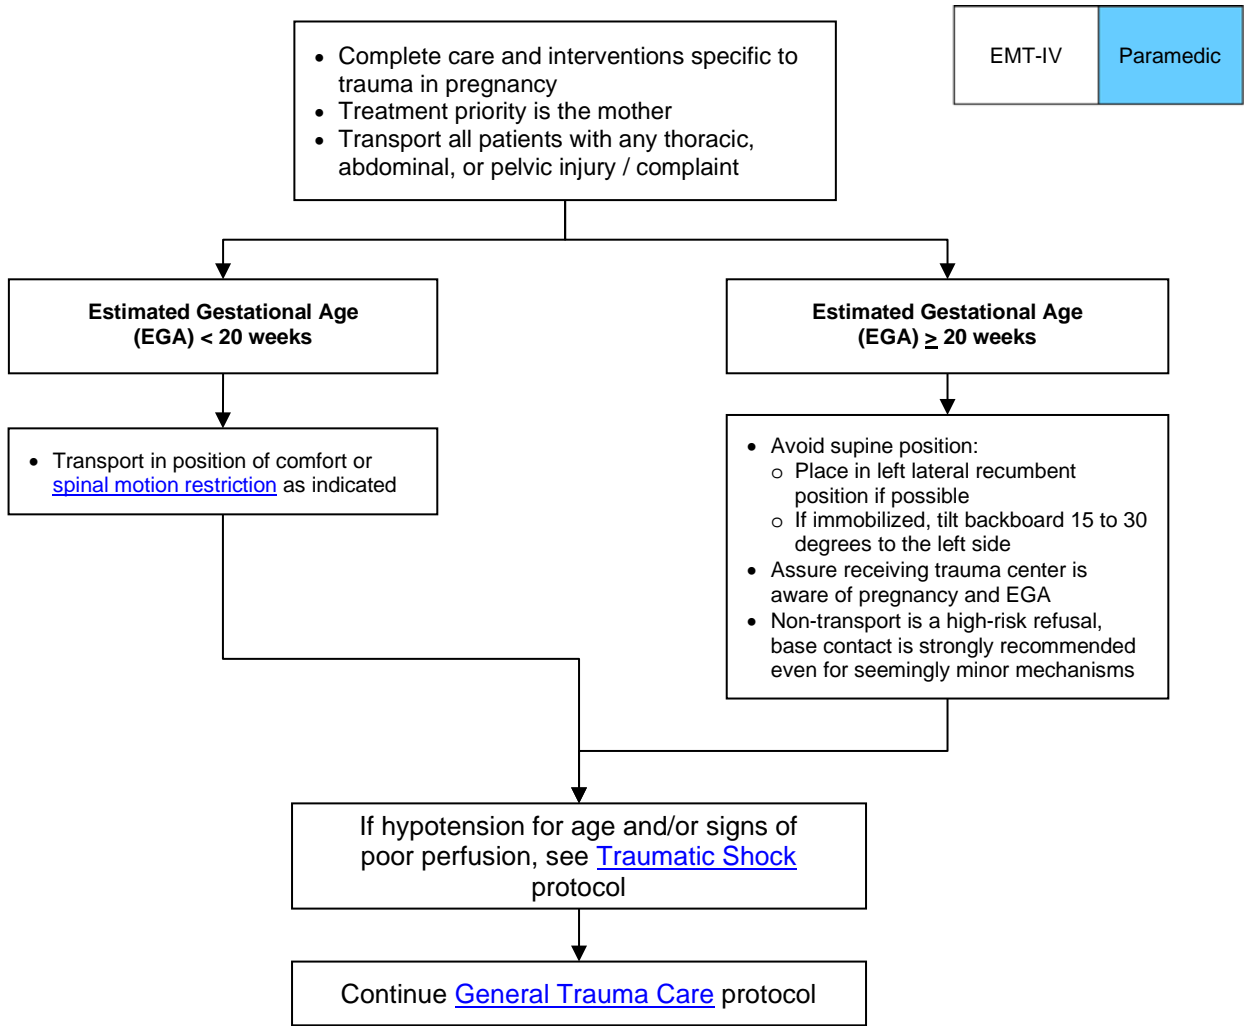 • Complete care and interventions specific to
trauma in pregnancy
• Treatment priority is the mother
• Transport all patients with any thoracic,
abdominal, or pelvic injury / complaint
EMT-IV
Paramedic
Estimated Gestational Age
(EGA) < 20 weeks
Estimated Gestational Age
(EGA) ≥ 20 weeks
• Transport in position of comfort or
spinal motion restriction as indicated
• Avoid supine position:
o Place in left lateral recumbent
position if possible
o If immobilized, tilt backboard 15 to 30
degrees to the left side
• Assure receiving trauma center is
aware of pregnancy and EGA
• Non-transport is a high-risk refusal,
base contact is strongly recommended
even for seemingly minor mechanisms
If hypotension for age and/or signs of
poor perfusion, see Traumatic Shock
protocol
Continue General Trauma Care protocol